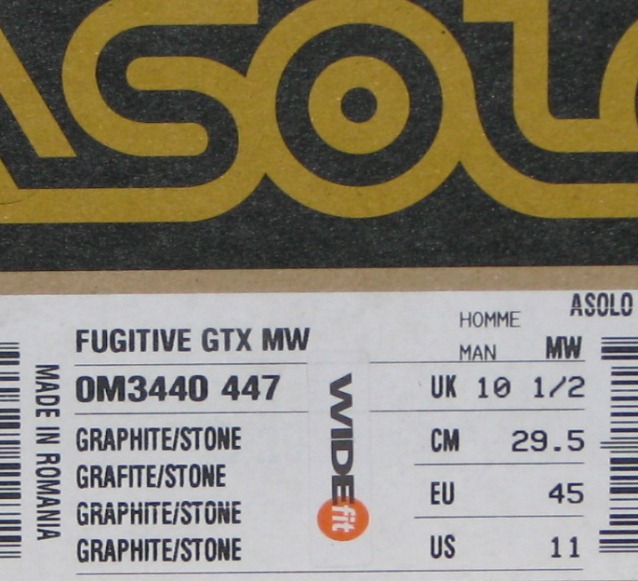 ASOLO
ASOLO
HOMME
FUGITIVE GTX MW
MAN MW
0M3440 447
UK 10 1/2
MADE IN ROMANIA
WIDE fit
GRAPHITE/STONE
CM 29.5
GRAFITE/STONE
GRAPHITE/STONE
EU 45
GRAPHITE/STONE
US 11